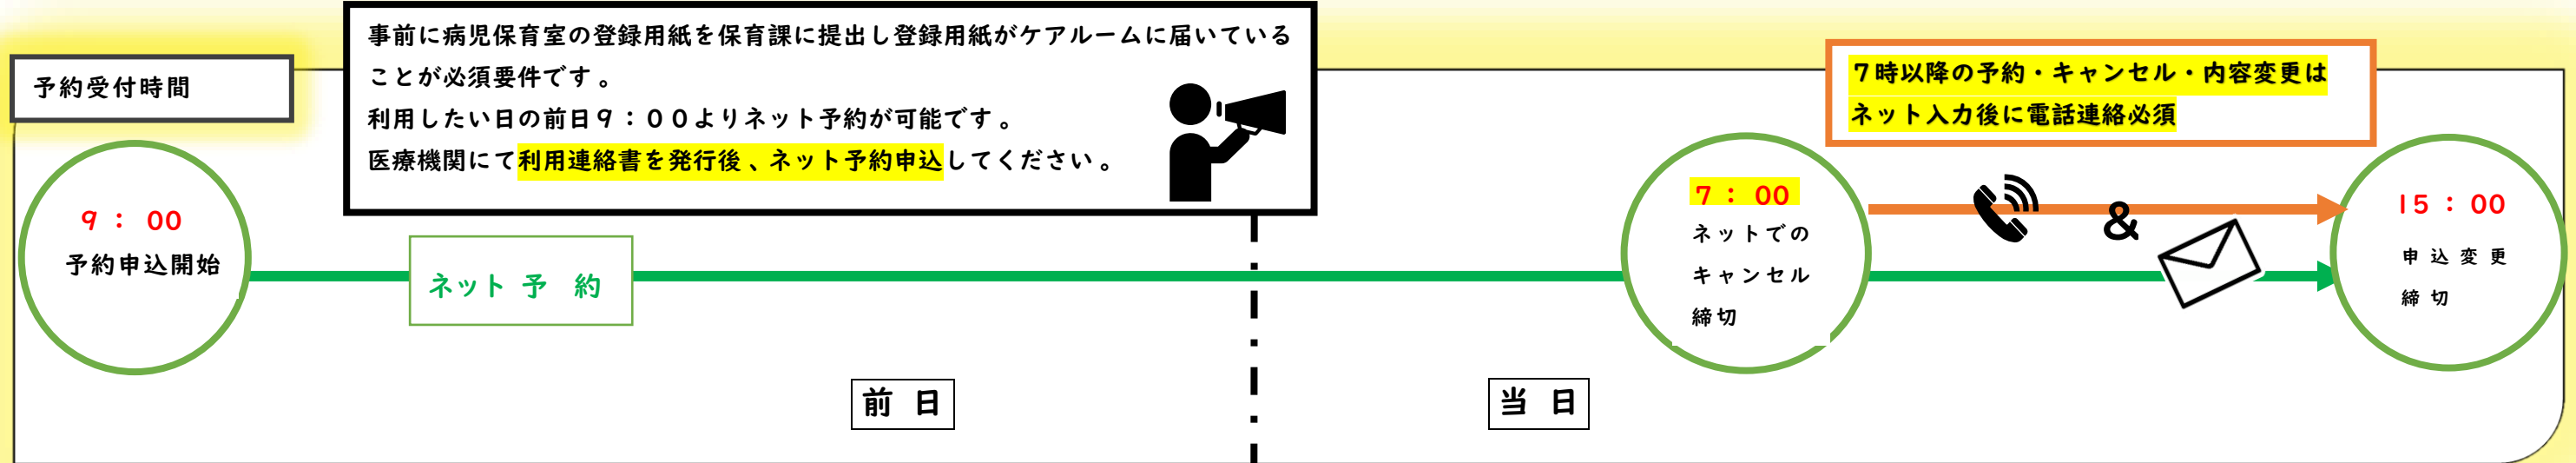 予約受付時間
事前に病児保育室の登録用紙を保育課に提出し登録用紙がケアルームに届いている
ことが必須要件です。
利用したい日の前日９：００よりネット予約が可能です。
医療機関にて利用連絡書を発行後、ネット予約申込してください。
７時以降の予約・キャンセル・内容変更は
ネット入力後に電話連絡必須
９：００
予約申込開始
ネット予約
７：００
ネットでの
キャンセル
締切
&
１５：００
申込変更
締切
前日
当日